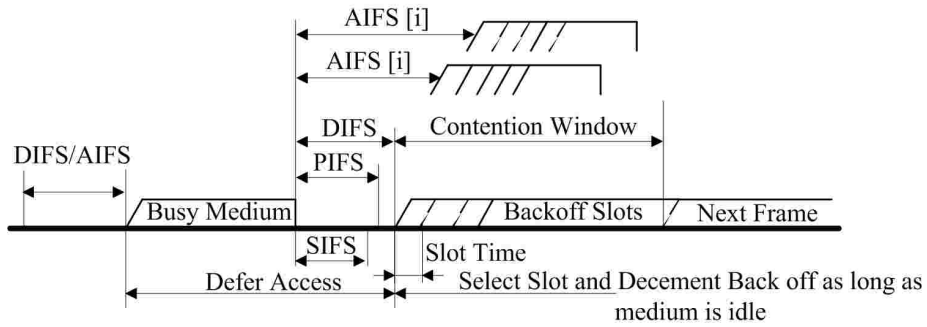 AIFS [i]
AIFS [i]
DIFS
Contention Window
DIFS/AIFS
PIFS
Busy Medium
Backoff Slots
Next Frame
SIFS
Slot Time
Defer Access
Select Slot and Decement Back off as long as
medium is idle